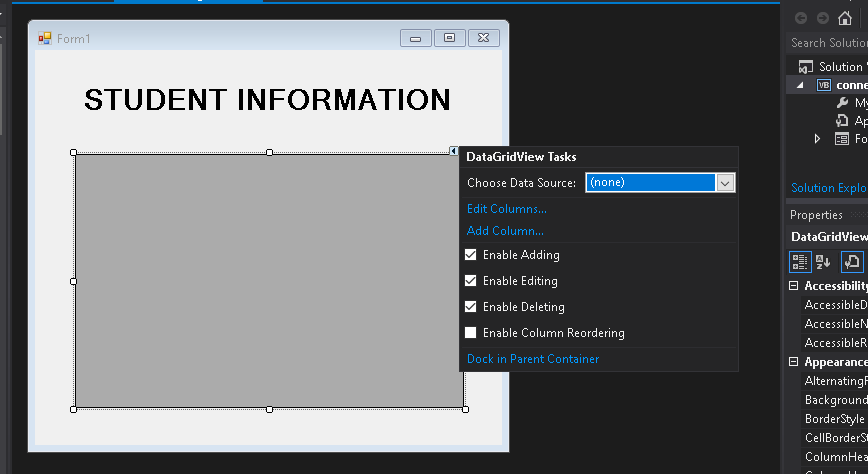 Form1
STUDENT INFORMATION
DataGridView Tasks
Choose Data Source:
(none)
Edit Columns...
Add Column...
Enable Adding
Enable Editing
Enable Deleting
Enable Column Reordering
Dock in Parent Container
Search Solutio
Solution '
VB conne
My
Ap
Fo
Solution Explo
Properties
DataGridView
Accessibility
AccessibleD
AccessibleN
AccessibleR
Appearance
AlternatingR
Background
BorderStyle
CellBorderSt
ColumnHea